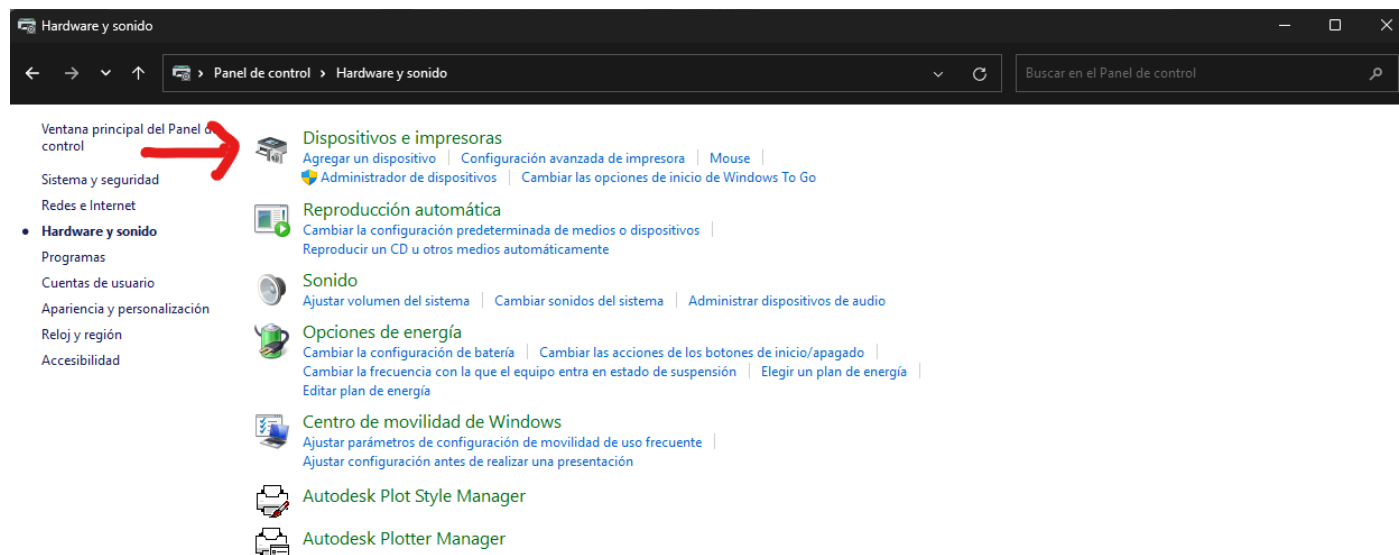 Hardware y sonido
Panel de control › Hardware y sonido
Buscar en el Panel de control
Ventana principal del Panel de
control
Sistema y seguridad
Redes e Internet
Hardware y sonido
Programas
Cuentas de usuario
Apariencia y personalización
Reloj y región
Accesibilidad
Dispositivos e impresoras
Agregar un dispositivo | Configuración avanzada de impresora | Mouse |
Administrador de dispositivos | Cambiar las opciones de inicio de Windows To Go
Reproducción automática
Cambiar la configuración predeterminada de medios o dispositivos |
Reproducir un CD u otros medios automáticamente
Sonido
Ajustar volumen del sistema | Cambiar sonidos del sistema | Administrar dispositivos de audio
Opciones de energía
Cambiar la configuración de batería | Cambiar las acciones de los botones de inicio/apagado |
Cambiar la frecuencia con la que el equipo entra en estado de suspensión | Elegir un plan de energía |
Editar plan de energía
Centro de movilidad de Windows
Ajustar parámetros de configuración de movilidad de uso frecuente |
Ajustar configuración antes de realizar una presentación
Autodesk Plot Style Manager
Autodesk Plotter Manager